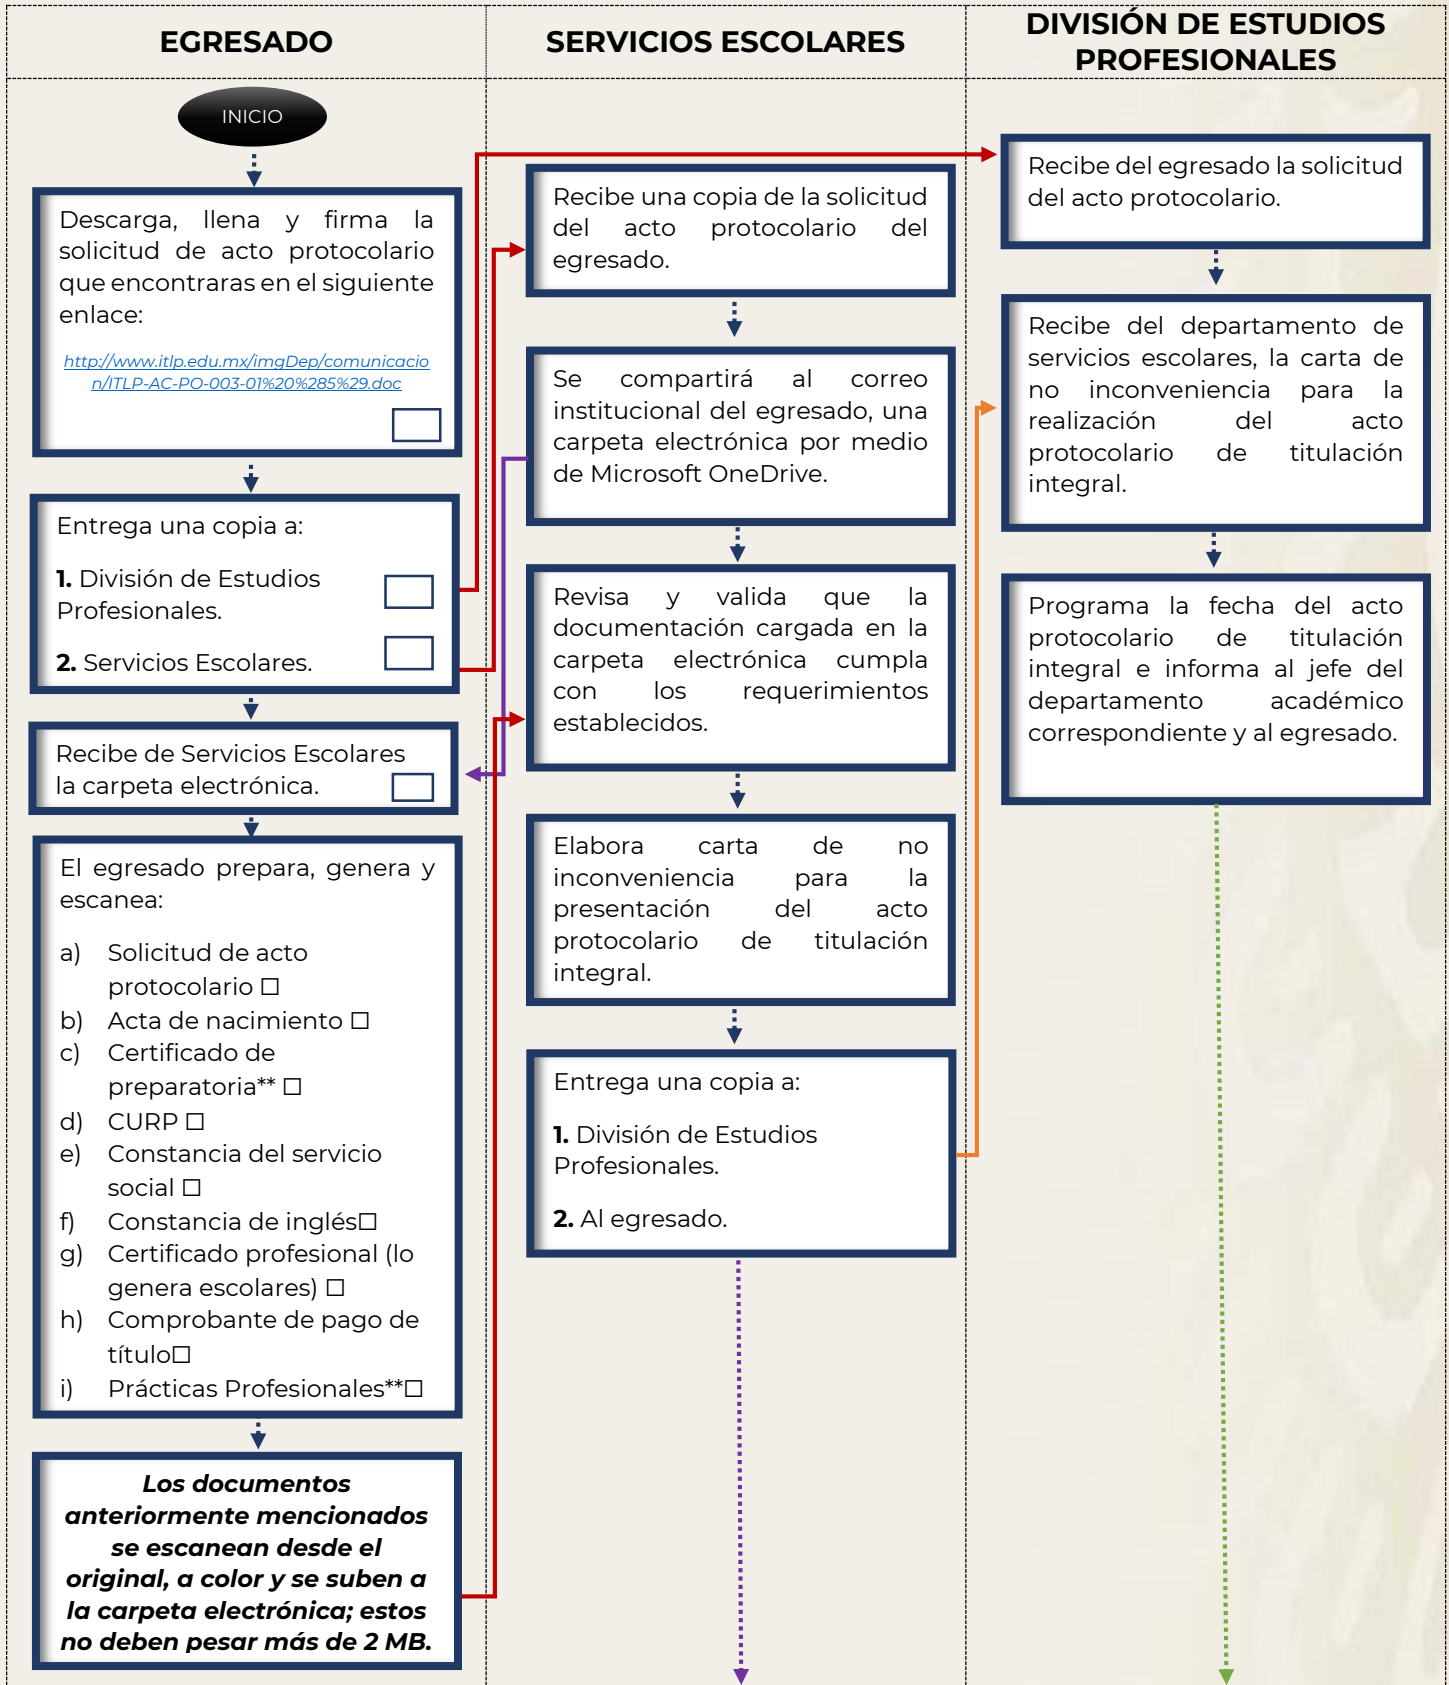 EGRESADO
SERVICIOS ESCOLARES
DIVISIÓN DE ESTUDIOS
PROFESIONALES
INICIO
Descarga, llena y firma la
solicitud de acto protocolario
que encontraras en el siguiente
enlace:
http://www.itlp.edu.mx/imgDep/comunicacio
n/ITLP-AC-PO-003-01%20%285%29.doc
Entrega una copia a:
1. División de Estudios
Profesionales.
2. Servicios Escolares.
Recibe de Servicios Escolares
la carpeta electrónica.
El egresado prepara, genera y
escanea:
a) Solicitud de acto
protocolario ☐
b) Acta de nacimiento ☐
c) Certificado de
preparatoria** ☐
d) CURP ☐
e) Constancia del servicio
social ☐
f) Constancia de inglés☐
g) Certificado profesional (lo
genera escolares) ☐
h) Comprobante de pago de
título☐
i) Prácticas Profesionales**☐
Los documentos
anteriormente mencionados
se escanean desde el
original, a color y se suben a
la carpeta electrónica; estos
no deben pesar más de 2 MB.
Recibe una copia de la solicitud
del acto protocolario del
egresado.
Se compartirá al correo
institucional del egresado, una
carpeta electrónica por medio
de Microsoft OneDrive.
Revisa y valida que la
documentación cargada en la
carpeta electrónica cumpla
con los requerimientos
establecidos.
Elabora carta de no
inconveniencia para la
presentación del acto
protocolario de titulación
integral.
Entrega una copia a:
1. División de Estudios
Profesionales.
2. Al egresado.
Recibe del egresado la solicitud
del acto protocolario.
Recibe del departamento de
servicios escolares, la carta de
no inconveniencia para la
realización del acto
protocolario de titulación
integral.
Programa la fecha del acto
protocolario de titulación
integral e informa al jefe del
departamento académico
correspondiente y al egresado.